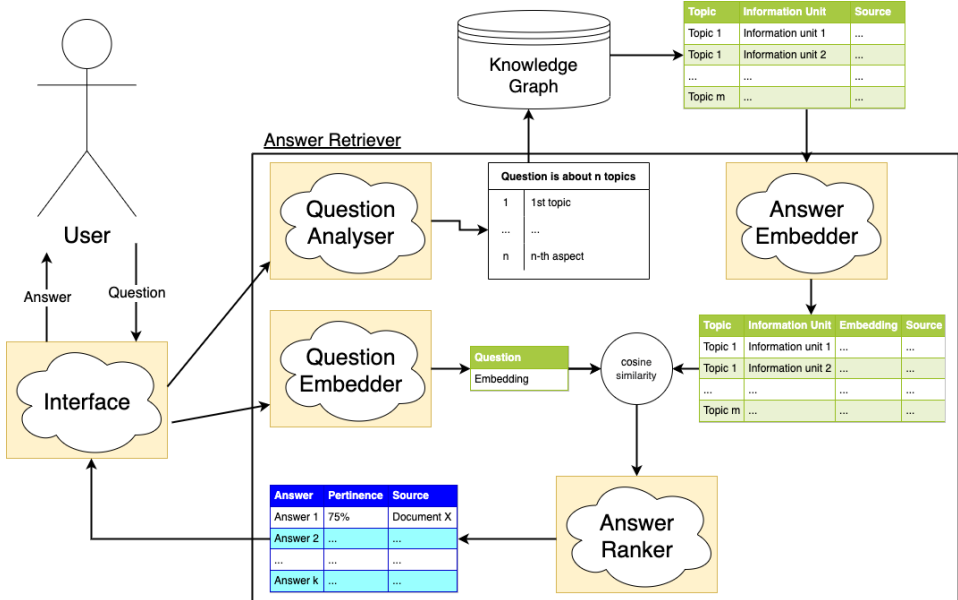 Knowledge
Graph
Topic Information Unit Source
Topic 1 Information unit 1 ...
Topic 1 Information unit 2 ...
... ... ...
Topic m ... ...
Answer Retriever
Question
Analyser
Question is about n topics
1 1st topic
... ...
n n-th aspect
Answer
Embedder
User
Answer
Question
Interface
Question
Embedder
Question
Embedding
cosine
similarity
Topic Information Unit Embedding Source
Topic 1 Information unit 1 ... ...
Topic 1 Information unit 2 ... ...
... ... ... ...
Topic m ... ... ...
Answer Pertinence Source
Answer 1 75% Document X
Answer 2 ... ...
... ... ...
Answer k ... ...
Answer
Ranker